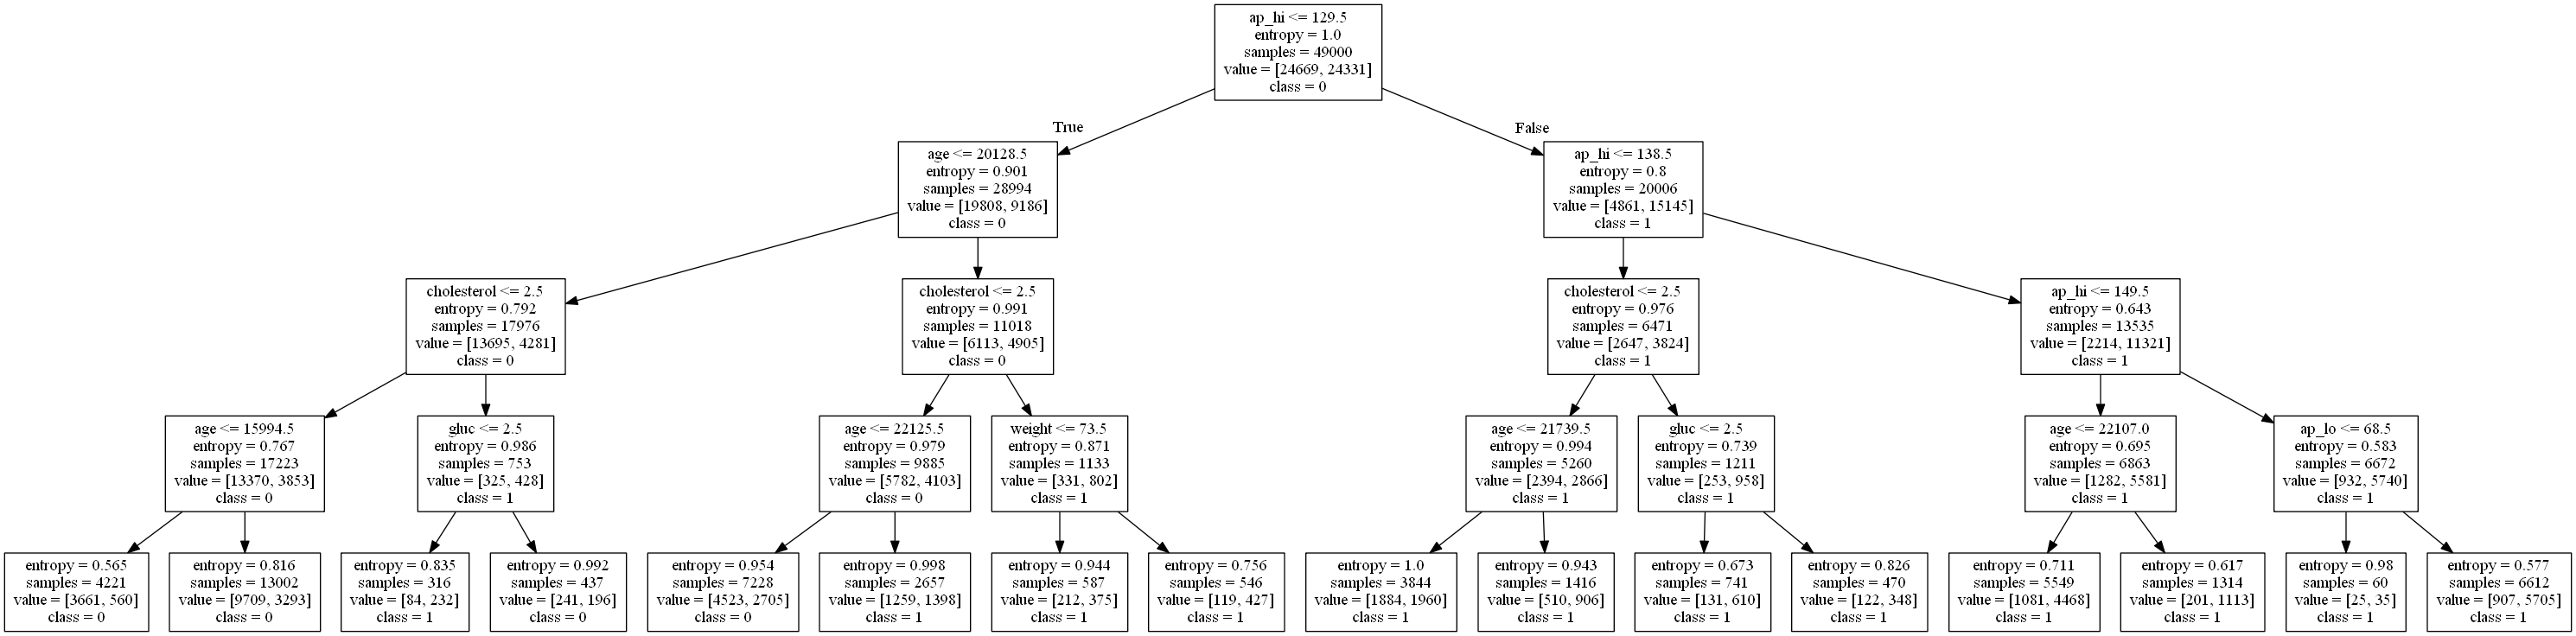 ap_hi <= 129.5
entropy = 1.0
samples = 49000
value = [24669, 24331]
class = 0
True
False
age <= 20128.5
entropy = 0.901
samples = 28994
value = [19808, 9186]
class = 0
ap_hi <= 138.5
entropy = 0.8
samples = 20006
value = [4861, 15145]
class = 1
cholesterol <= 2.5
entropy = 0.792
samples = 17976
value = [13695, 4281]
class = 0
cholesterol <= 2.5
entropy = 0.991
samples = 11018
value = [6113, 4905]
class = 0
cholesterol <= 2.5
entropy = 0.976
samples = 6471
value = [2647, 3824]
class = 1
ap_hi <= 149.5
entropy = 0.643
samples = 13535
value = [2214, 11321]
class = 1
age <= 15994.5
entropy = 0.767
samples = 17223
value = [13370, 3853]
class = 0
gluc <= 2.5
entropy = 0.986
samples = 753
value = [325, 428]
class = 1
age <= 22125.5
entropy = 0.979
samples = 9885
value = [5782, 4103]
class = 0
weight <= 73.5
entropy = 0.871
samples = 1133
value = [331, 802]
class = 1
age <= 21739.5
entropy = 0.994
samples = 5260
value = [2394, 2866]
class = 1
gluc <= 2.5
entropy = 0.739
samples = 1211
value = [253, 958]
class = 1
age <= 22107.0
entropy = 0.695
samples = 6863
value = [1282, 5581]
class = 1
ap_lo <= 68.5
entropy = 0.583
samples = 6672
value = [932, 5740]
class = 1
entropy = 0.565
samples = 4221
value = [3661, 560]
class = 0
entropy = 0.816
samples = 13002
value = [9709, 3293]
class = 0
entropy = 0.835
samples = 316
value = [84, 232]
class = 1
entropy = 0.992
samples = 437
value = [241, 196]
class = 0
entropy = 0.954
samples = 7228
value = [4523, 2705]
class = 0
entropy = 0.998
samples = 2657
value = [1259, 1398]
class = 1
entropy = 0.944
samples = 587
value = [212, 375]
class = 1
entropy = 0.756
samples = 546
value = [119, 427]
class = 1
entropy = 1.0
samples = 3844
value = [1884, 1960]
class = 1
entropy = 0.943
samples = 1416
value = [510, 906]
class = 1
entropy = 0.673
samples = 741
value = [131, 610]
class = 1
entropy = 0.826
samples = 470
value = [122, 348]
class = 1
entropy = 0.711
samples = 5549
value = [1081, 4468]
class = 1
entropy = 0.617
samples = 1314
value = [201, 1113]
class = 1
entropy = 0.98
samples = 60
value = [25, 35]
class = 1
entropy = 0.577
samples = 6612
value = [907, 5705]
class = 1